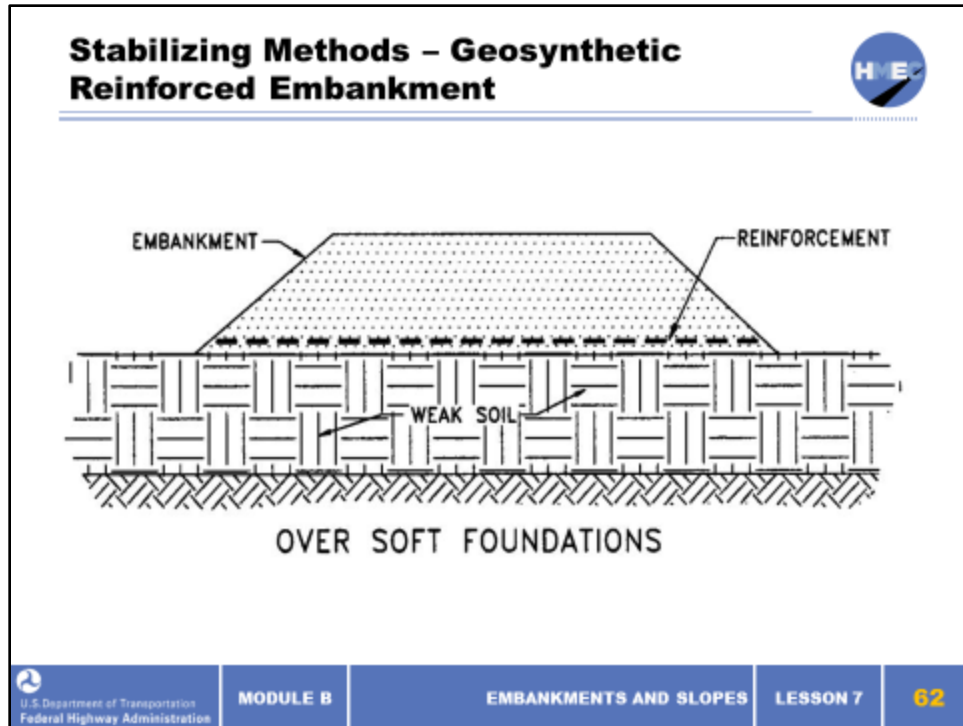 Stabilizing Methods – Geosynthetic
Reinforced Embankment
HMEC
EMBANKMENT
REINFORCEMENT
WEAK SOIL
OVER SOFT FOUNDATIONS
U.S.Department of Transportation
Federal Highway Administration
MODULE B
EMBANKMENTS AND SLOPES
LESSON 7
62